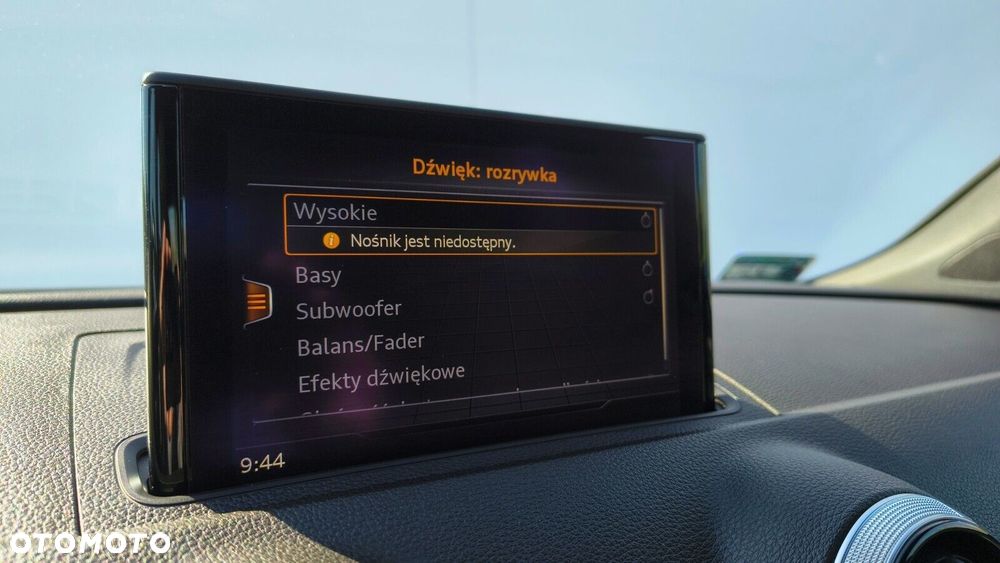 Dźwięk: rozrywka
Wysokie
Nośnik jest niedostępny.
Basy
Subwoofer
Balans/Fader
Efekty dźwiękowe
9:44
OTOMOTO